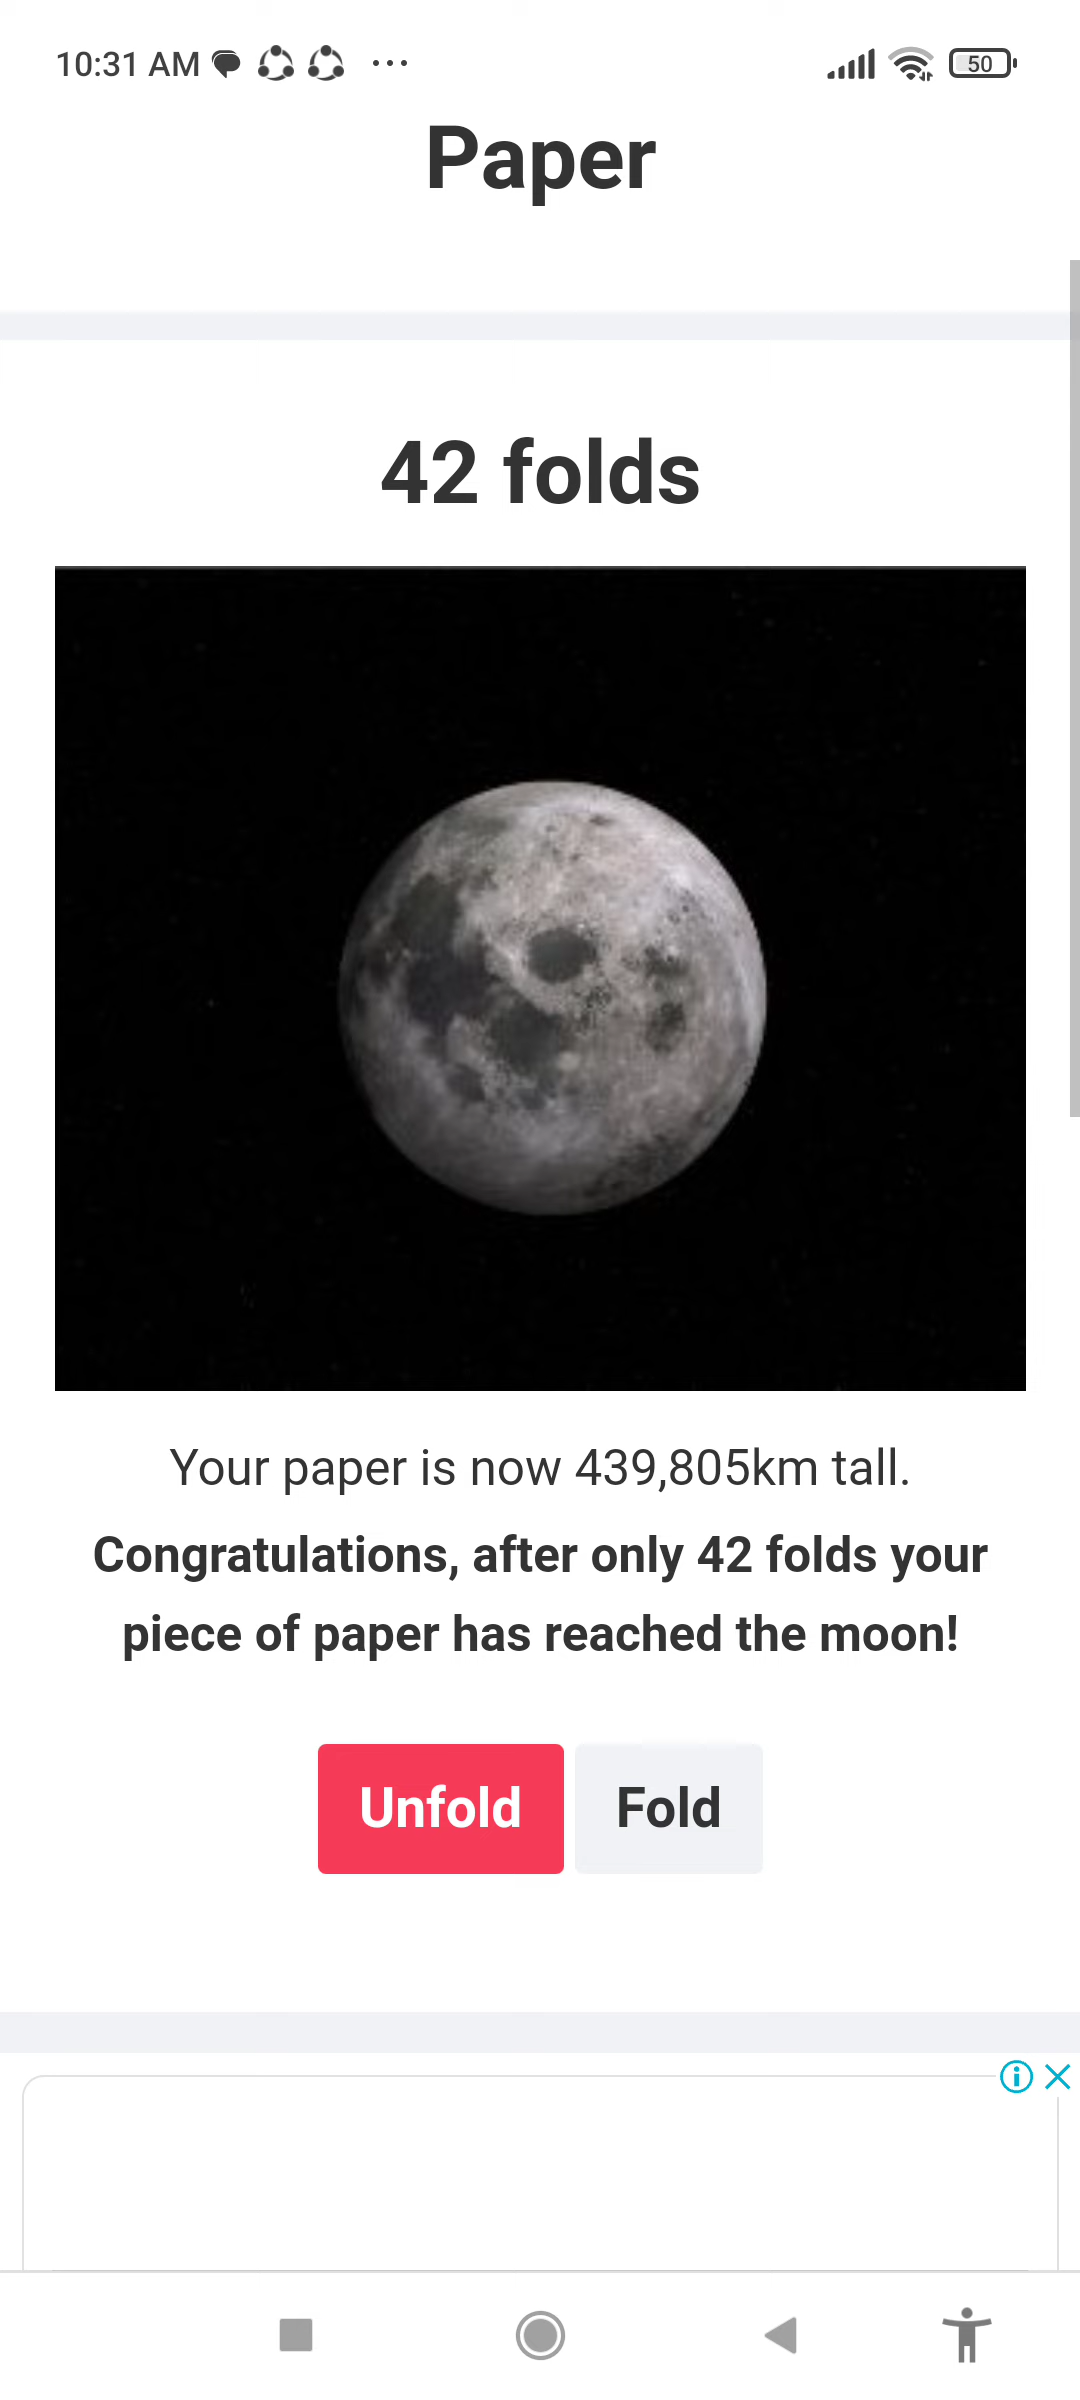 10:31 AM
50
Paper
42 folds
Your paper is now 439,805km tall.
Congratulations, after only 42 folds your
piece of paper has reached the moon!
Unfold Fold